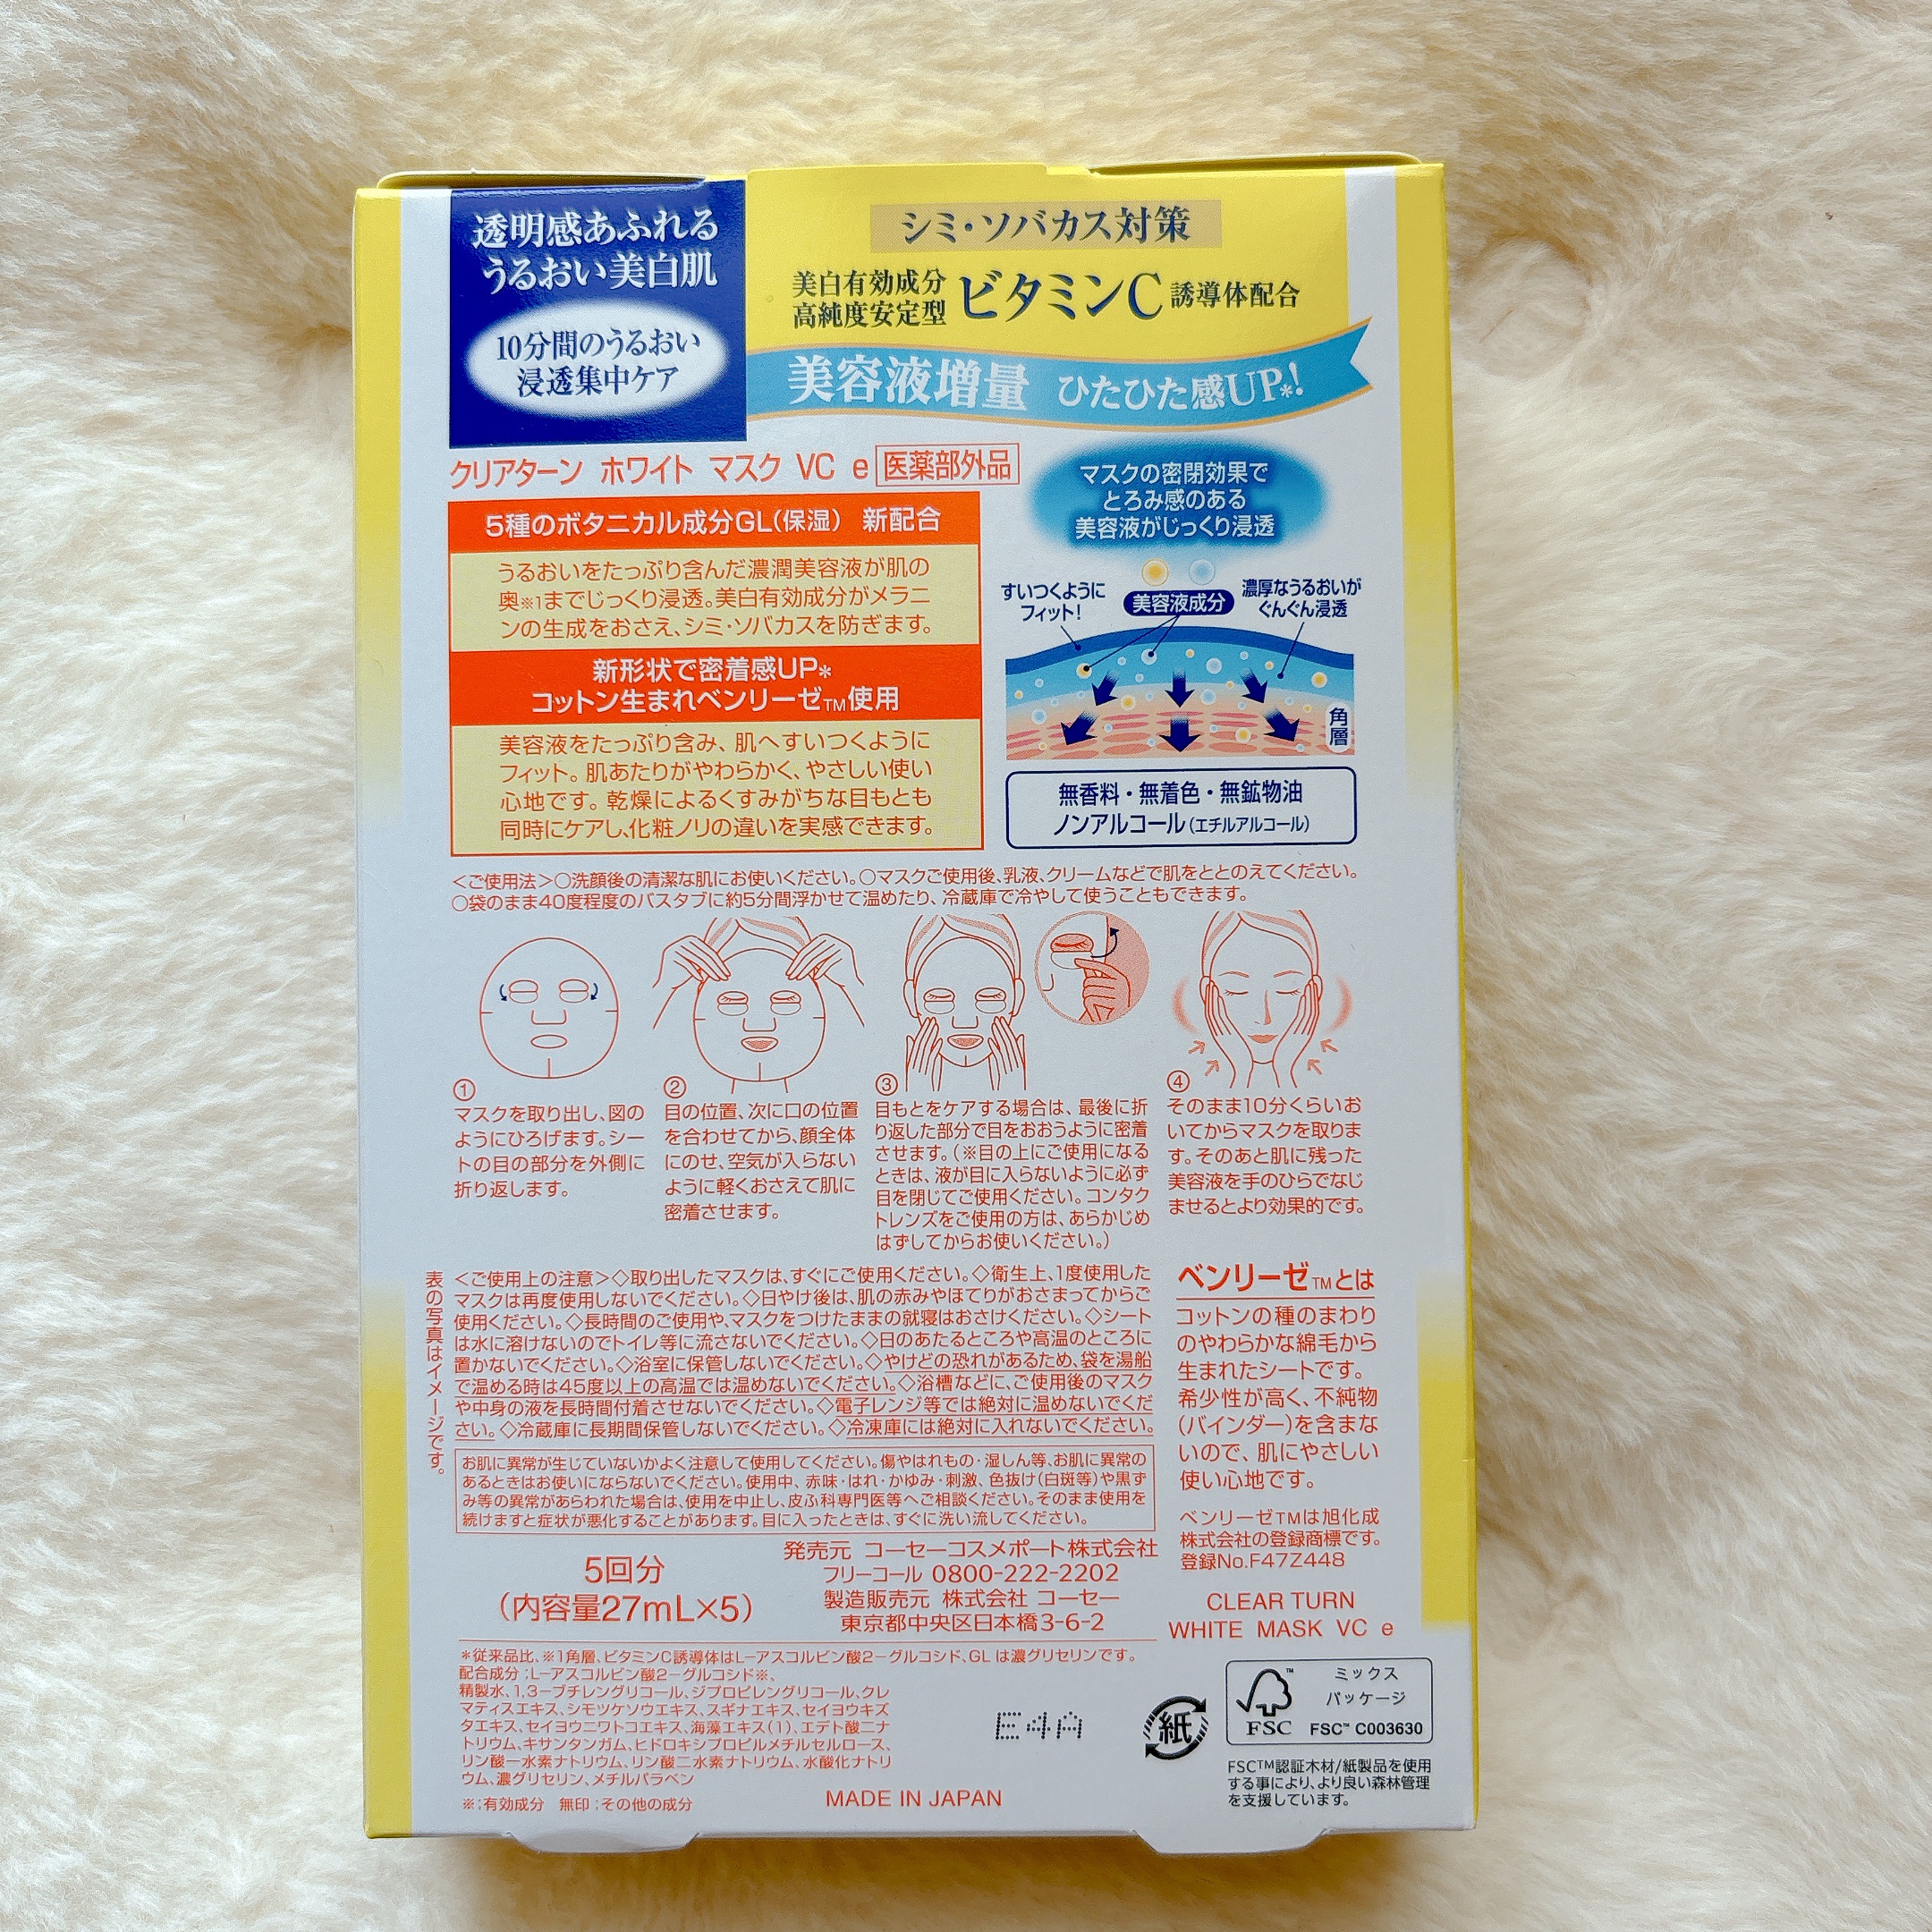 透明感あふれる
うるおい美白肌
10分間のうるおい
浸透集中ケア
シミ・ソバカス対策
美白有効成分
高純度安定型
ビタミンC誘導体配合
美容液増量 ひたひた感UP*!
クリアターン ホワイト マスク VC e 医薬部外品
5種のボタニカル成分GL(保湿) 新配合
うるおいをたっぷり含んだ濃潤美容液が肌の
奥※1までじっくり浸透。美白有効成分がメラニ
ンの生成をおさえ、シミ・ソバカスを防ぎます。
新形状で密着感UP*
コットン生まれベンリーゼTM使用
美容液をたっぷり含み、肌へすいつくように
フィット。肌あたりがやわらかく、やさしい使い
心地です。乾燥によるくすみがちな目もとも
同時にケアし、化粧ノリの違いを実感できます。
マスクの密閉効果で
とろみ感のある
美容液がじっくり浸透
すいつくように
フィット!
美容液成分
濃厚なうるおいが
ぐんぐん浸透
角層
無香料・無着色・無鉱物油
ノンアルコール(エチルアルコール)
<ご使用法>○洗顔後の清潔な肌にお使いください。○マスクご使用後、乳液、クリームなどで肌をととのえてください。
○袋のまま40度程度のバスタブに約5分間浮かせて温めたり、冷蔵庫で冷やして使うこともできます。
①
マスクを取り出し、図の
ようにひろげます。シー
トの目の部分を外側に
折り返します。
②
目の位置、次に口の位置
を合わせてから、顔全体
にのせ、空気が入らない
ように軽くおさえて肌に
密着させます。
③
目もとをケアする場合は、最後に折
り返した部分で目をおおうように密着
させます。(※目の上にご使用になる
ときは、液が目に入らないように必ず
目を閉じてご使用ください。コンタク
トレンズをご使用の方は、あらかじめ
はずしてからお使いください。)
④
そのまま10分くらいお
いてからマスクを取りま
す。そのあと肌に残った
美容液を手のひらでなじ
ませるとより効果的です。
表の写真はイメージです。
<ご使用上の注意>◇取り出したマスクは、すぐにご使用ください。◇衛生上、1度使用した
マスクは再度使用しないでください。◇日やけ後は、肌の赤みやほてりがおさまってからご
使用ください。◇長時間のご使用や、マスクをつけたままの就寝はおさけください。◇シート
は水に溶けないのでトイレ等に流さないでください。◇日のあたるところや高温のところに
置かないでください。◇浴室に保管しないでください。◇やけどの恐れがあるため、袋を湯船
で温める時は45度以上の高温では温めないでください。◇浴槽などに、ご使用後のマスク
や中身の液を長時間付着させないでください。◇電子レンジ等では絶対に温めないでくだ
さい。◇冷蔵庫に長期間保管しないでください。◇冷凍庫には絶対に入れないでください。
お肌に異常が生じていないかよく注意して使用してください。傷やはれもの・湿しん等、お肌に異常の
あるときはお使いにならないでください。使用中、赤味・はれ・かゆみ・刺激、色抜け(白斑等)や黒ず
み等の異常があらわれた場合は、使用を中止し、皮ふ科専門医等へご相談ください。そのまま使用を
続けますと症状が悪化することがあります。目に入ったときは、すぐに洗い流してください。
ベンリーゼTMとは
コットンの種のまわり
のやわらかな綿毛から
生まれたシートです。
希少性が高く、不純物
(バインダー)を含まな
いので、肌にやさしい
使い心地です。
ベンリーゼTMは旭化成
株式会社の登録商標です。
登録No.F47Z448
5回分
(内容量27mL×5)
発売元 コーセーコスメポート株式会社
フリーコール 0800-222-2202
製造販売元 株式会社 コーセー
東京都中央区日本橋3-6-2
CLEAR TURN
WHITE MASK VC e
*従来品比、※1角層、ビタミンC誘導体はL-アスコルビン酸2-グルコシド、GL は濃グリセリンです。
配合成分:L-アスコルビン酸2-グルコシド※、
精製水、1,3-ブチレングリコール、ジプロピレングリコール、クレ
マティスエキス、シモツケソウエキス、スギナエキス、セイヨウキズ
タエキス、セイヨウニワトコエキス、海藻エキス(1)、エデト酸二ナ
トリウム、キサンタンガム、ヒドロキシプロピルメチルセルロース、
リン酸一水素ナトリウム、リン酸二水素ナトリウム、水酸化ナトリ
ウム、濃グリセリン、メチルパラベン
※:有効成分 無印:その他の成分
E4A
MADE IN JAPAN
紙
FSC™
ミックス
パッケージ
FSC™ C003630
FSCTM認証木材/紙製品を使用
する事により、より良い森林管理
を支援しています。